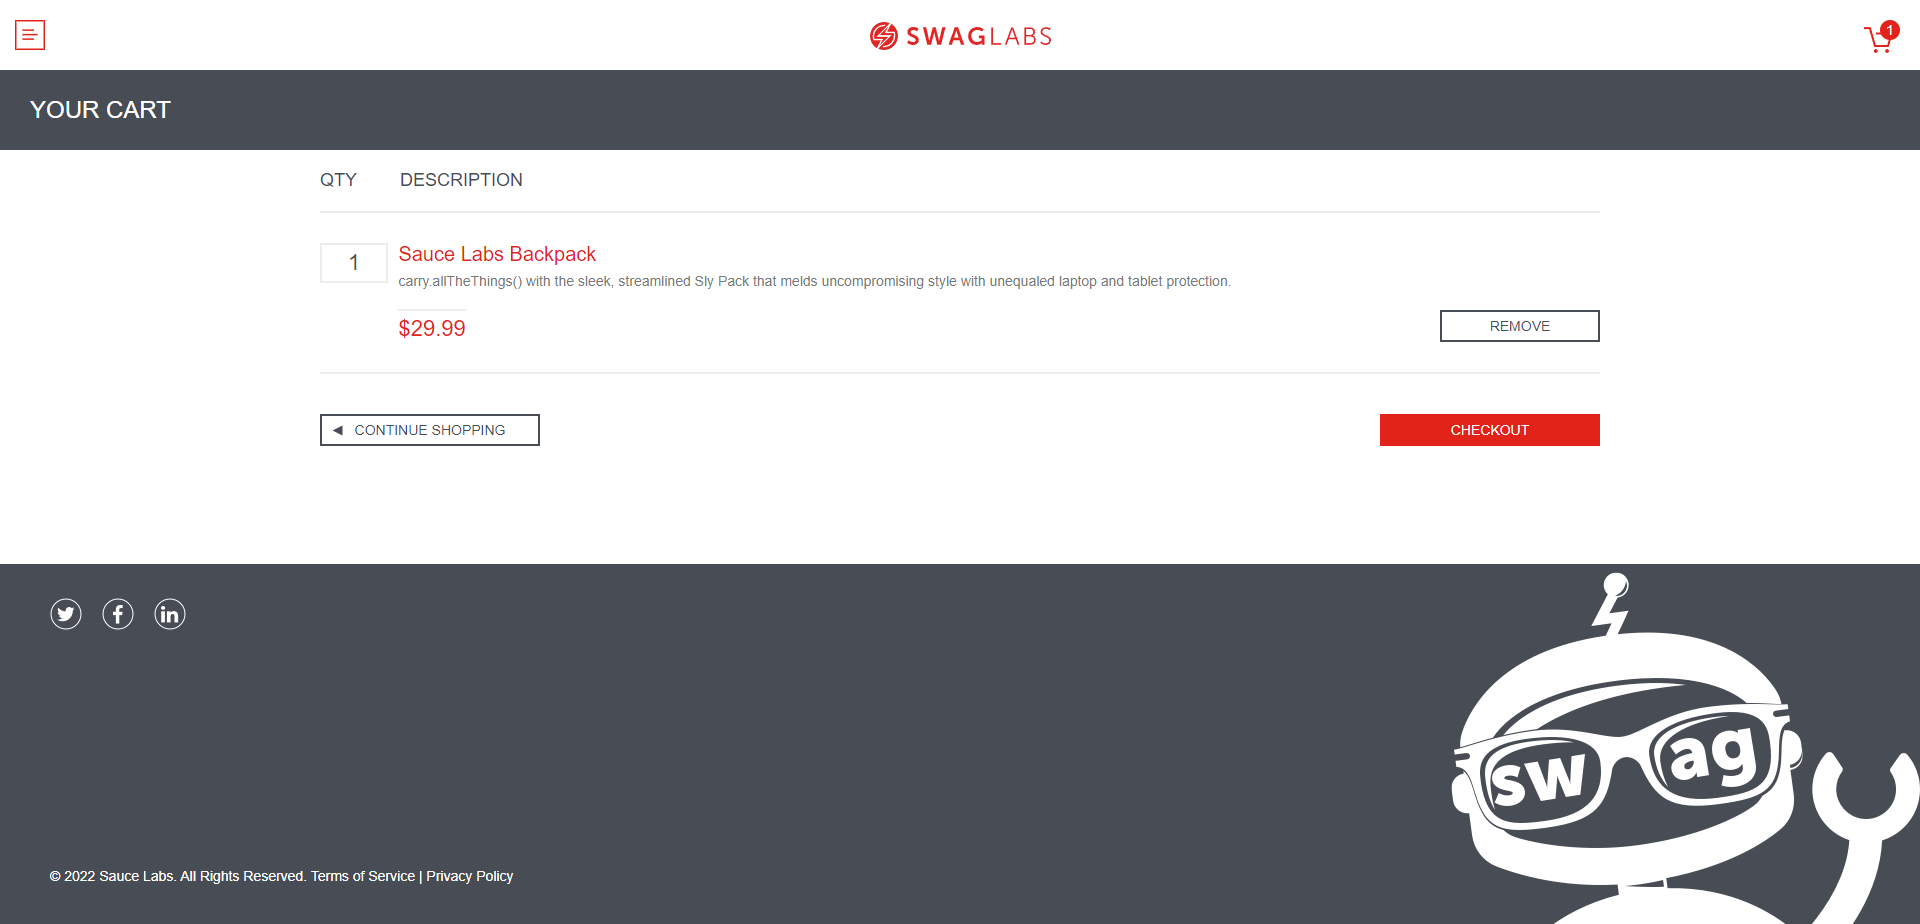 SWAGLABS
1
YOUR CART
QTY DESCRIPTION
1
Sauce Labs Backpack
carry.allTheThings() with the sleek, streamlined Sly Pack that melds uncompromising style with unequaled laptop and tablet protection.
$29.99
REMOVE
CONTINUE SHOPPING
CHECKOUT
f
in
sw ag
© 2022 Sauce Labs. All Rights Reserved. Terms of Service | Privacy Policy